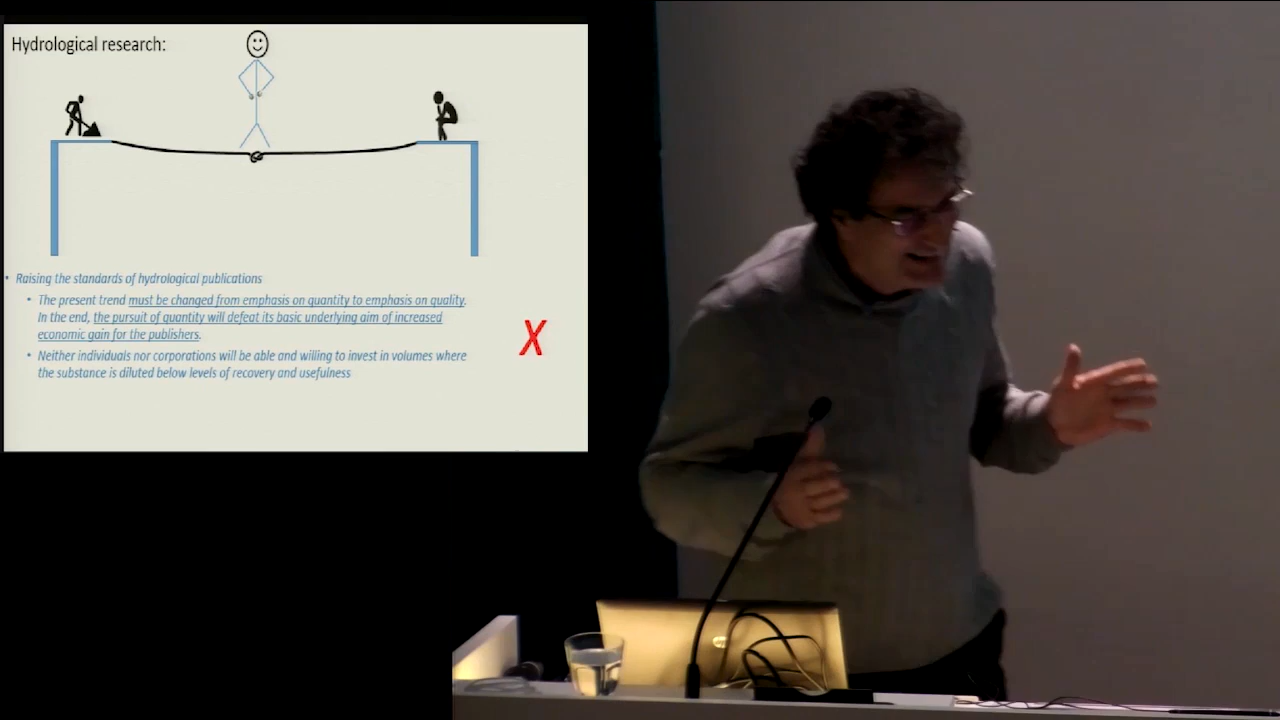 Hydrological research:
• Raising the standards of hydrological publications
• The present trend must be changed from emphasis on quantity to emphasis on quality.
In the end, the pursuit of quantity will defeat its basic underlying aim of increased
economic gain for the publishers.
X
• Neither individuals nor corporations will be able and willing to invest in volumes where
the substance is diluted below levels of recovery and usefulness